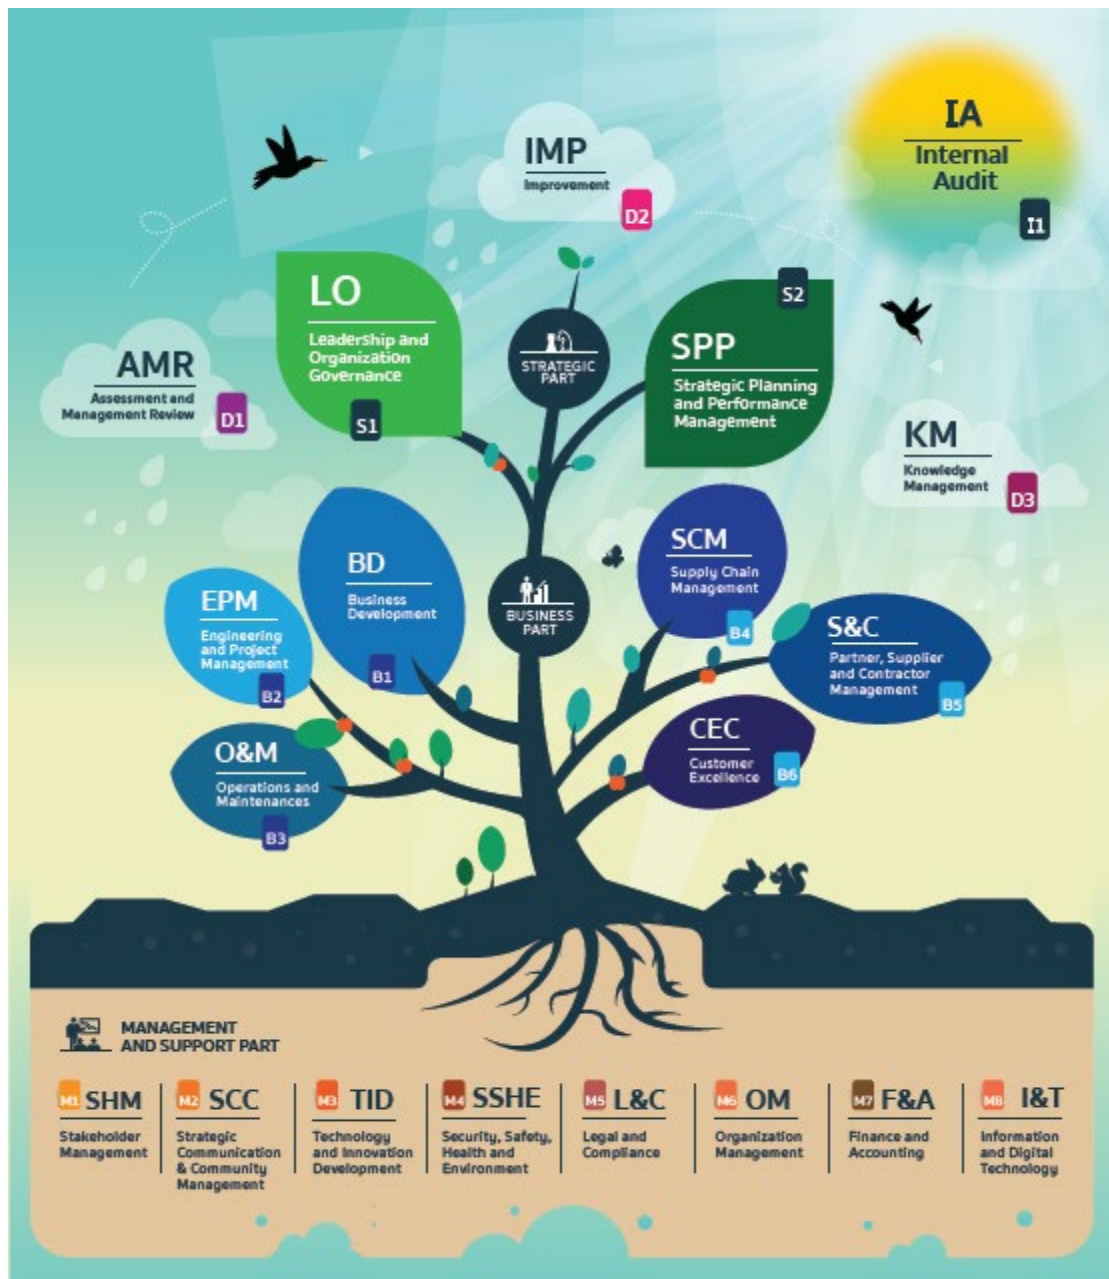 IA
Internal
Audit
I1
IMP
Improvement
D2
LO
Leadership and
Organization
Governance
S1
STRATEGIC
PART
S2
SPP
Strategic Planning
and Performance
Management
AMR
Assessment and
Management Review
D1
KM
Knowledge
Management
D3
BD
Business
Development
B1
BUSINESS
PART
SCM
Supply Chain
Management
B4
EPM
Engineering
and Project
Management
B2
S&C
Partner, Supplier
and Contractor
Management
B5
O&M
Operations and
Maintenances
B3
CEC
Customer
Excellence
B6
MANAGEMENT
AND SUPPORT PART
M1 SHM
Stakeholder
Management
M2 SCC
Strategic
Communication
& Community
Management
M3 TID
Technology
and Innovation
Development
M4 SSHE
Security, Safety,
Health and
Environment
M5 L&C
Legal and
Compliance
M6 OM
Organization
Management
M7 F&A
Finance and
Accounting
M8 I&T
Information
and Digital
Technology